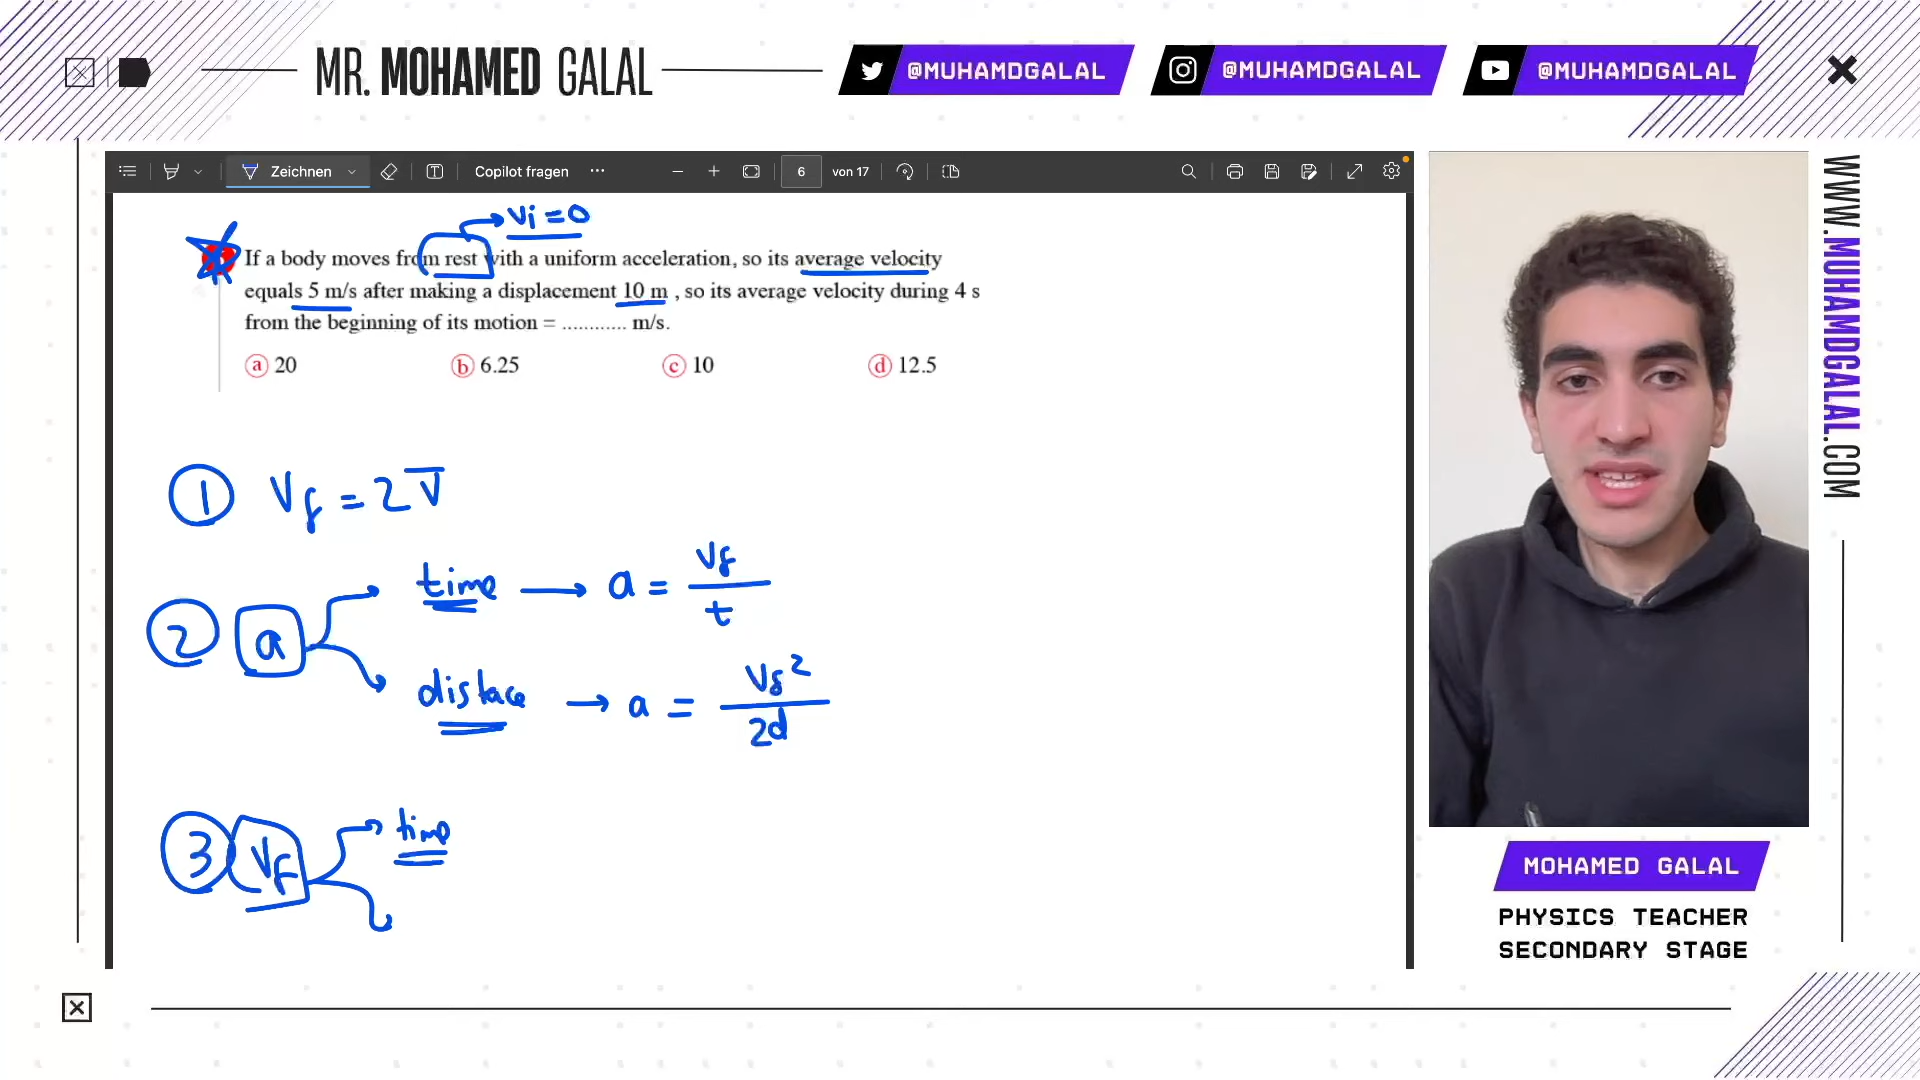 MR. MOHAMED GALAL
@MUHAMDGALAL
@MUHAMDGALAL
@MUHAMDGALAL
Zeichnen
Copilot fragen
6 von 17
vi = 0
If a body moves from rest with a uniform acceleration, so its average velocity
equals 5 m/s after making a displacement 10 m , so its average velocity during 4 s
from the beginning of its motion = ............ m/s.
ⓐ 20 ⓑ 6.25 ⓒ 10 ⓓ 12.5
① Vf = 2V̅
② a
time → a = Vf / t
distace → a = Vf² / 2d
③ Vf
time
WWW.MUHAMDGALAL.COM
MOHAMED GALAL
PHYSICS TEACHER
SECONDARY STAGE